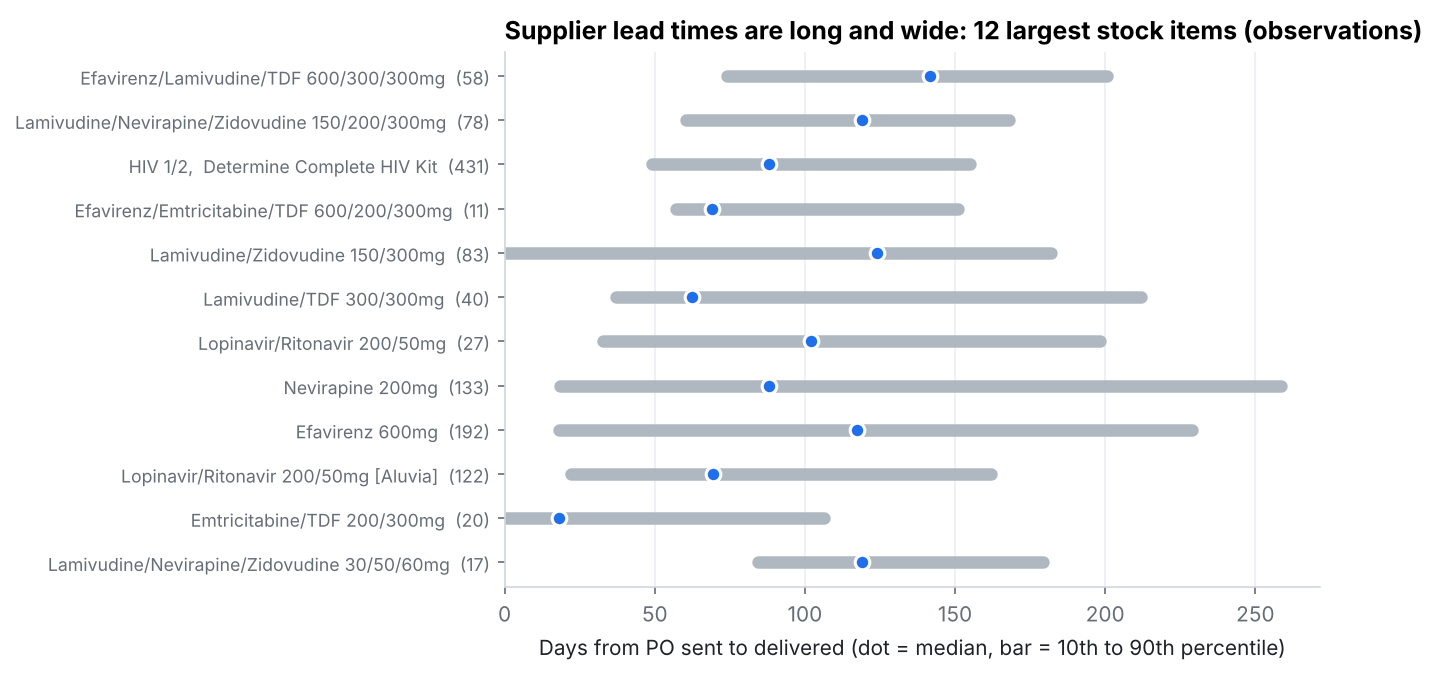 Supplier lead times are long and wide: 12 largest stock items (observations)
Efavirenz/Lamivudine/TDF 600/300/300mg (58)
Lamivudine/Nevirapine/Zidovudine 150/200/300mg (78)
HIV 1/2,  Determine Complete HIV Kit (431)
Efavirenz/Emtricitabine/TDF 600/200/300mg (11)
Lamivudine/Zidovudine 150/300mg (83)
Lamivudine/TDF 300/300mg (40)
Lopinavir/Ritonavir 200/50mg (27)
Nevirapine 200mg (133)
Efavirenz 600mg (192)
Lopinavir/Ritonavir 200/50mg [Aluvia] (122)
Emtricitabine/TDF 200/300mg (20)
Lamivudine/Nevirapine/Zidovudine 30/50/60mg (17)
0 50 100 150 200 250
Days from PO sent to delivered (dot = median, bar = 10th to 90th percentile)